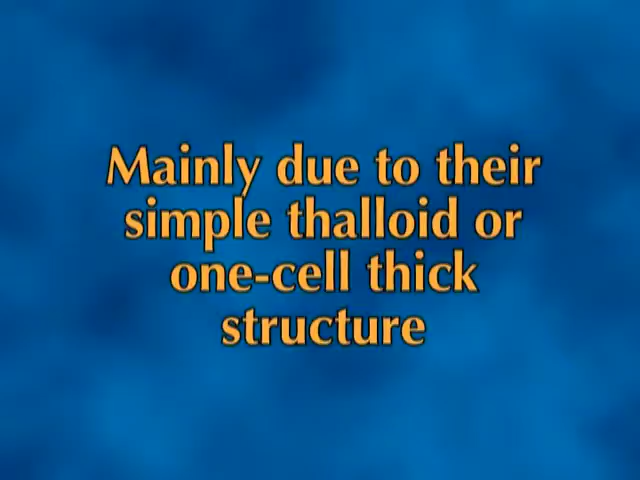 Mainly due to their
simple thalloid or
one-cell thick
structure